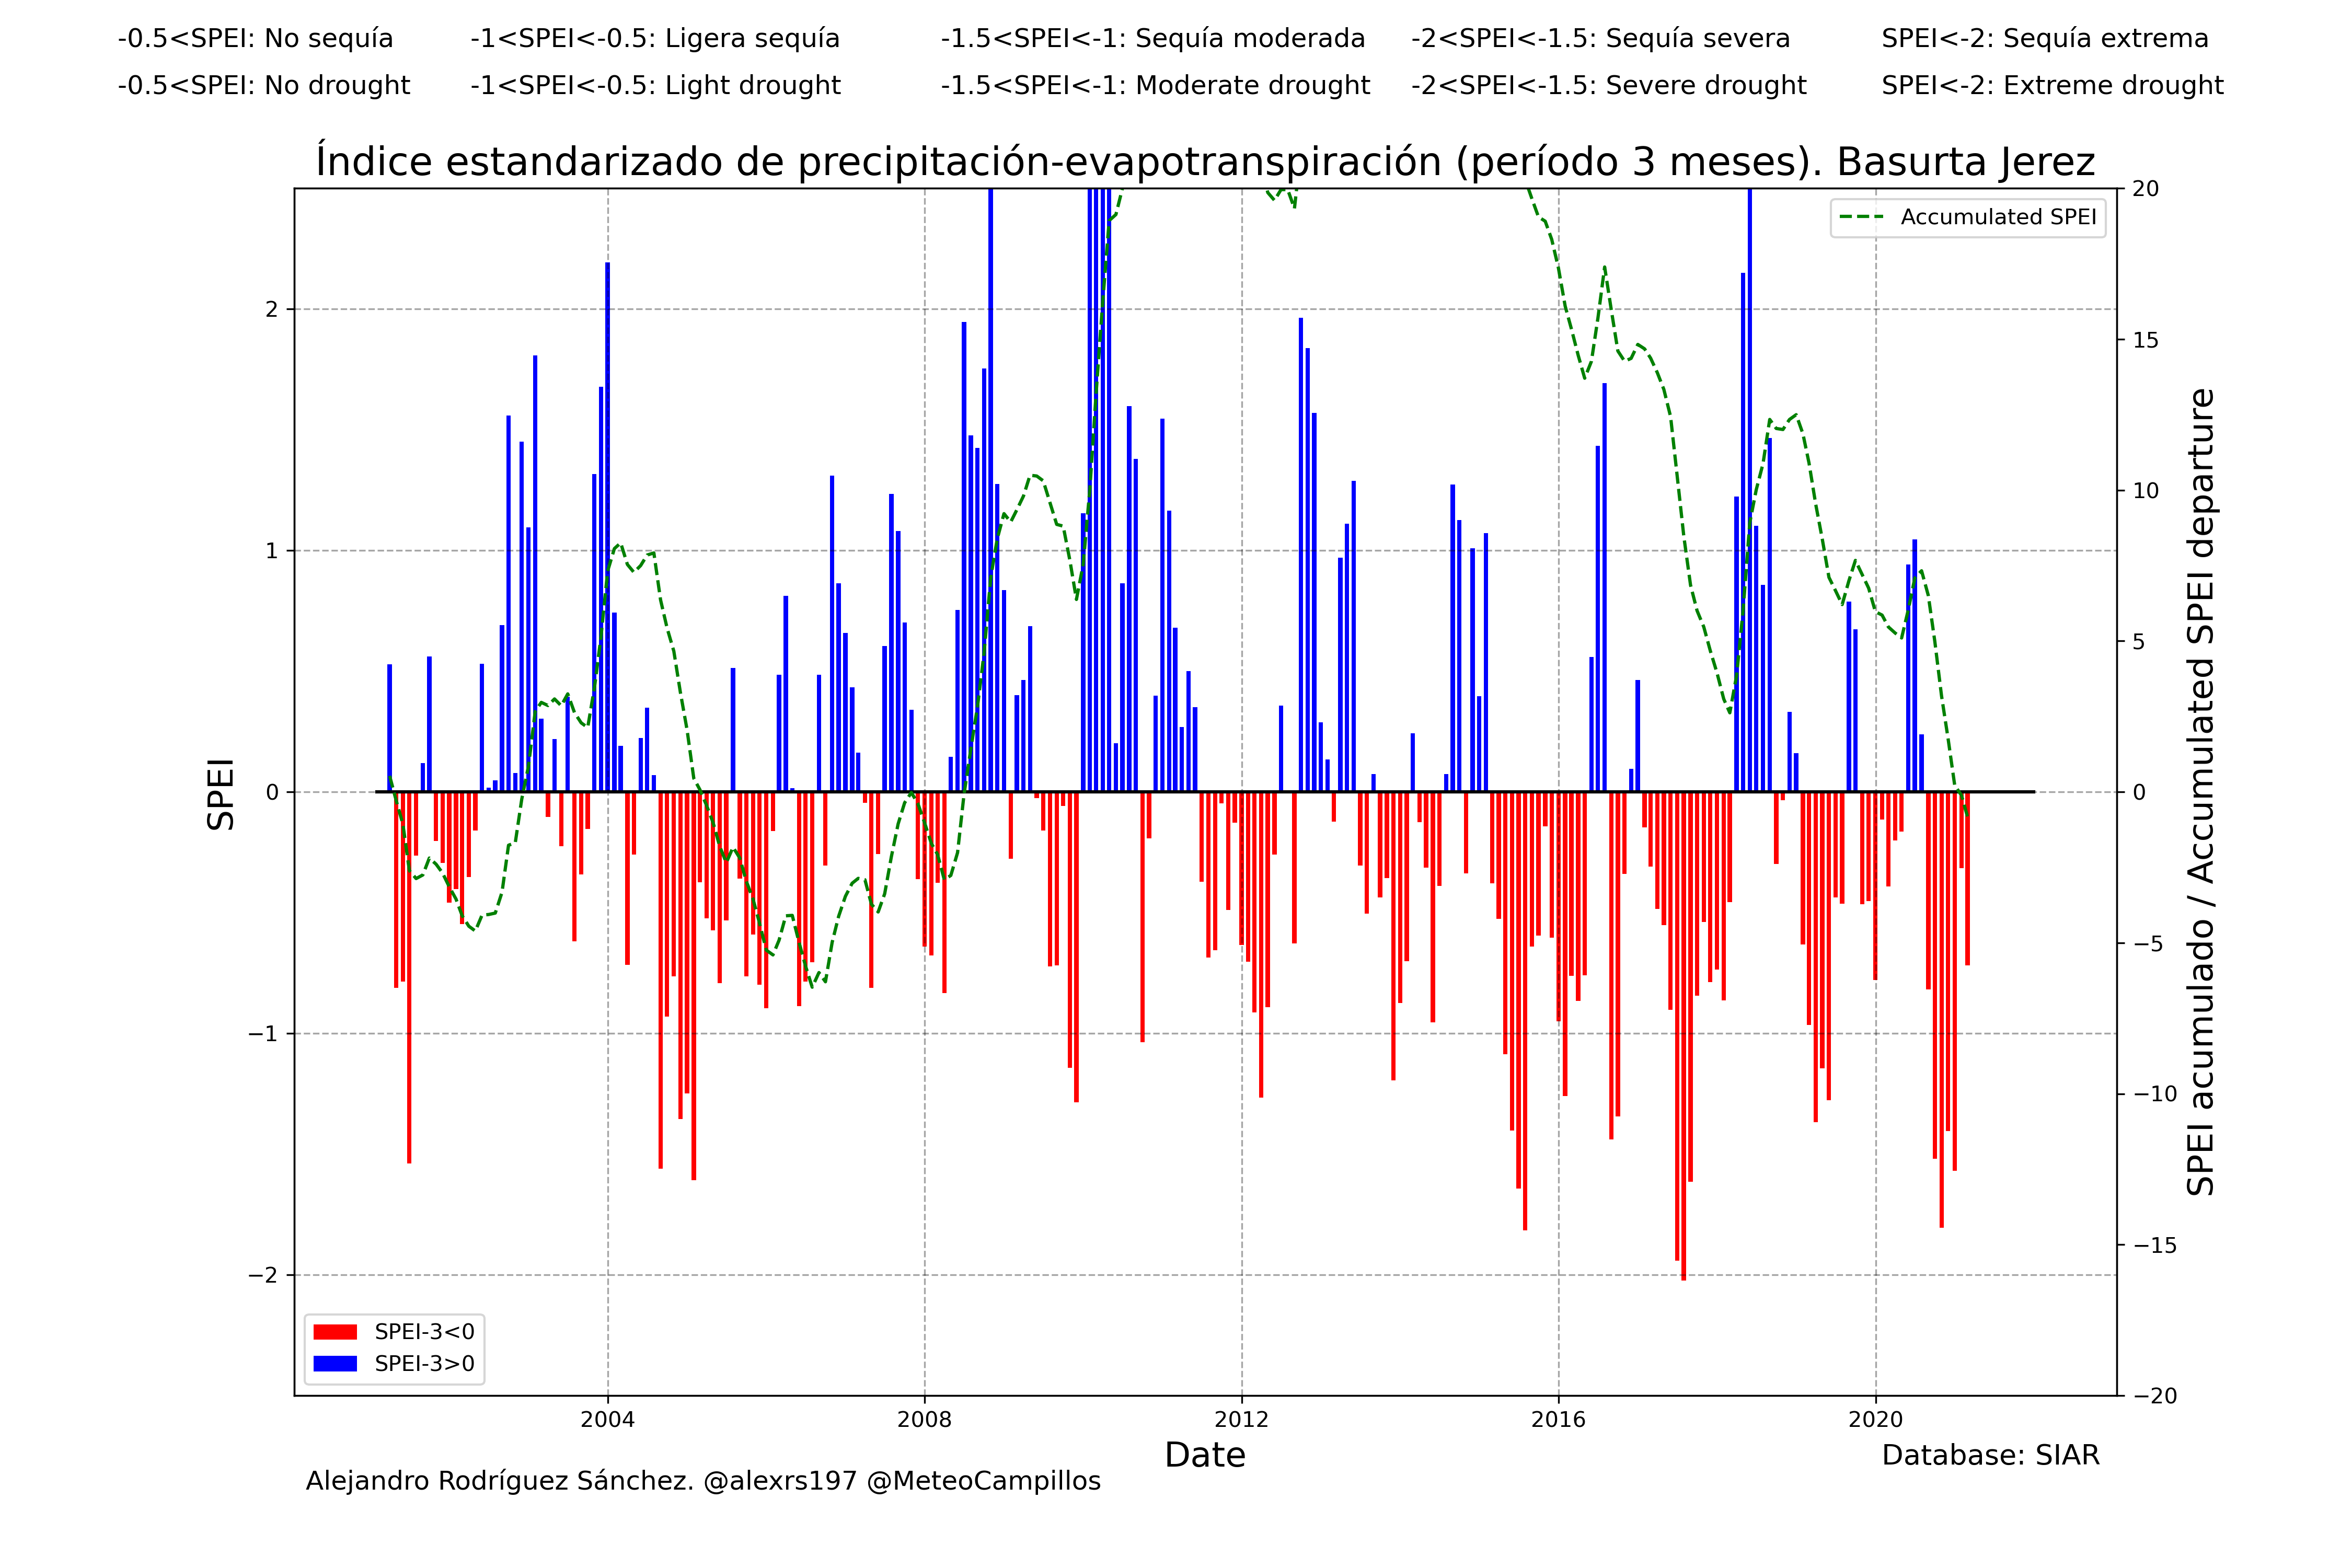 -0.5<SPEI: No sequía -1<SPEI<-0.5: Ligera sequía -1.5<SPEI<-1: Sequía moderada -2<SPEI<-1.5: Sequía severa SPEI<-2: Sequía extrema
-0.5<SPEI: No drought -1<SPEI<-0.5: Light drought -1.5<SPEI<-1: Moderate drought -2<SPEI<-1.5: Severe drought SPEI<-2: Extreme drought
Índice estandarizado de precipitación-evapotranspiración (período 3 meses). Basurta Jerez
Accumulated SPEI
SPEI
2
1
0
−1
−2
20
15
10
5
0
−5
−10
−15
−20
SPEI acumulado / Accumulated SPEI departure
SPEI-3<0
SPEI-3>0
2004 2008 2012 2016 2020
Date
Database: SIAR
Alejandro Rodríguez Sánchez. @alexrs197 @MeteoCampillos